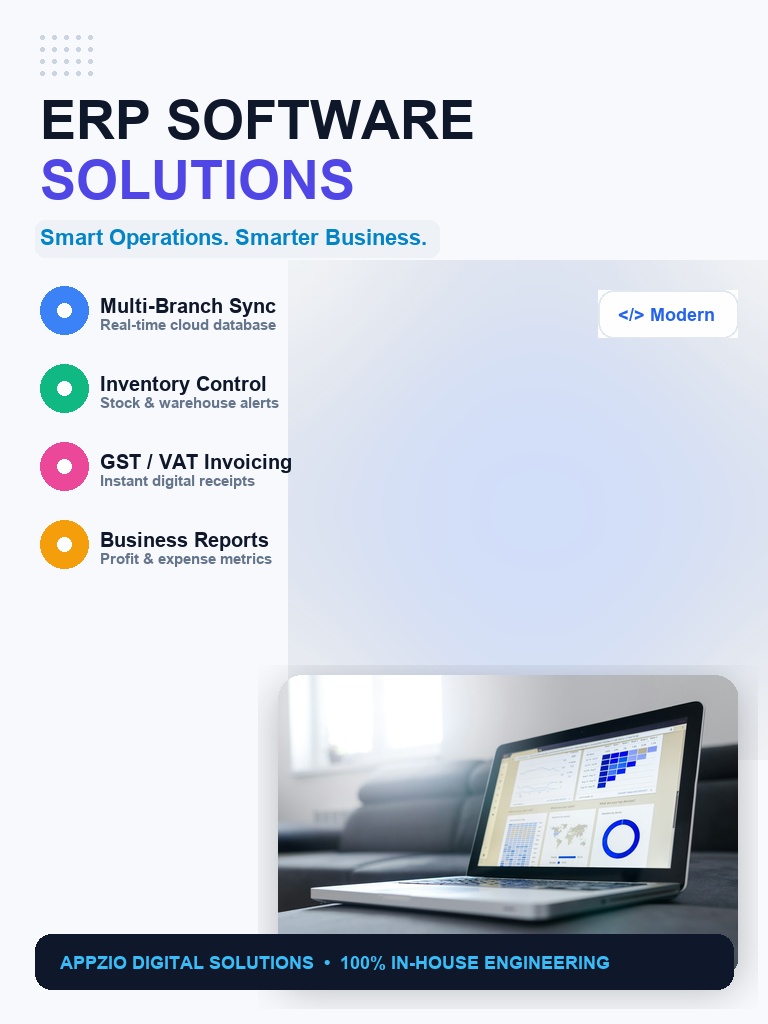 ERP SOFTWARE
SOLUTIONS
Smart Operations. Smarter Business.
Multi-Branch Sync
Real-time cloud database
</> Modern
Inventory Control
Stock & warehouse alerts
GST / VAT Invoicing
Instant digital receipts
Business Reports
Profit & expense metrics
APPZIO DIGITAL SOLUTIONS • 100% IN-HOUSE ENGINEERING